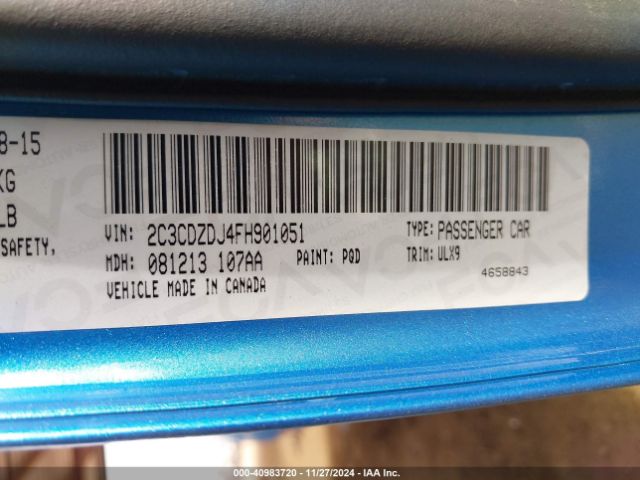 8-15
KG
LB
SAFETY,
VIN: 2C3CDZDJ4FH901051 TYPE: PASSENGER CAR
MDH: 081213 107AA PAINT: PQD TRIM: ULX9
VEHICLE MADE IN CANADA 4658843
000-40983720 - 11/27/2024 - IAA Inc.